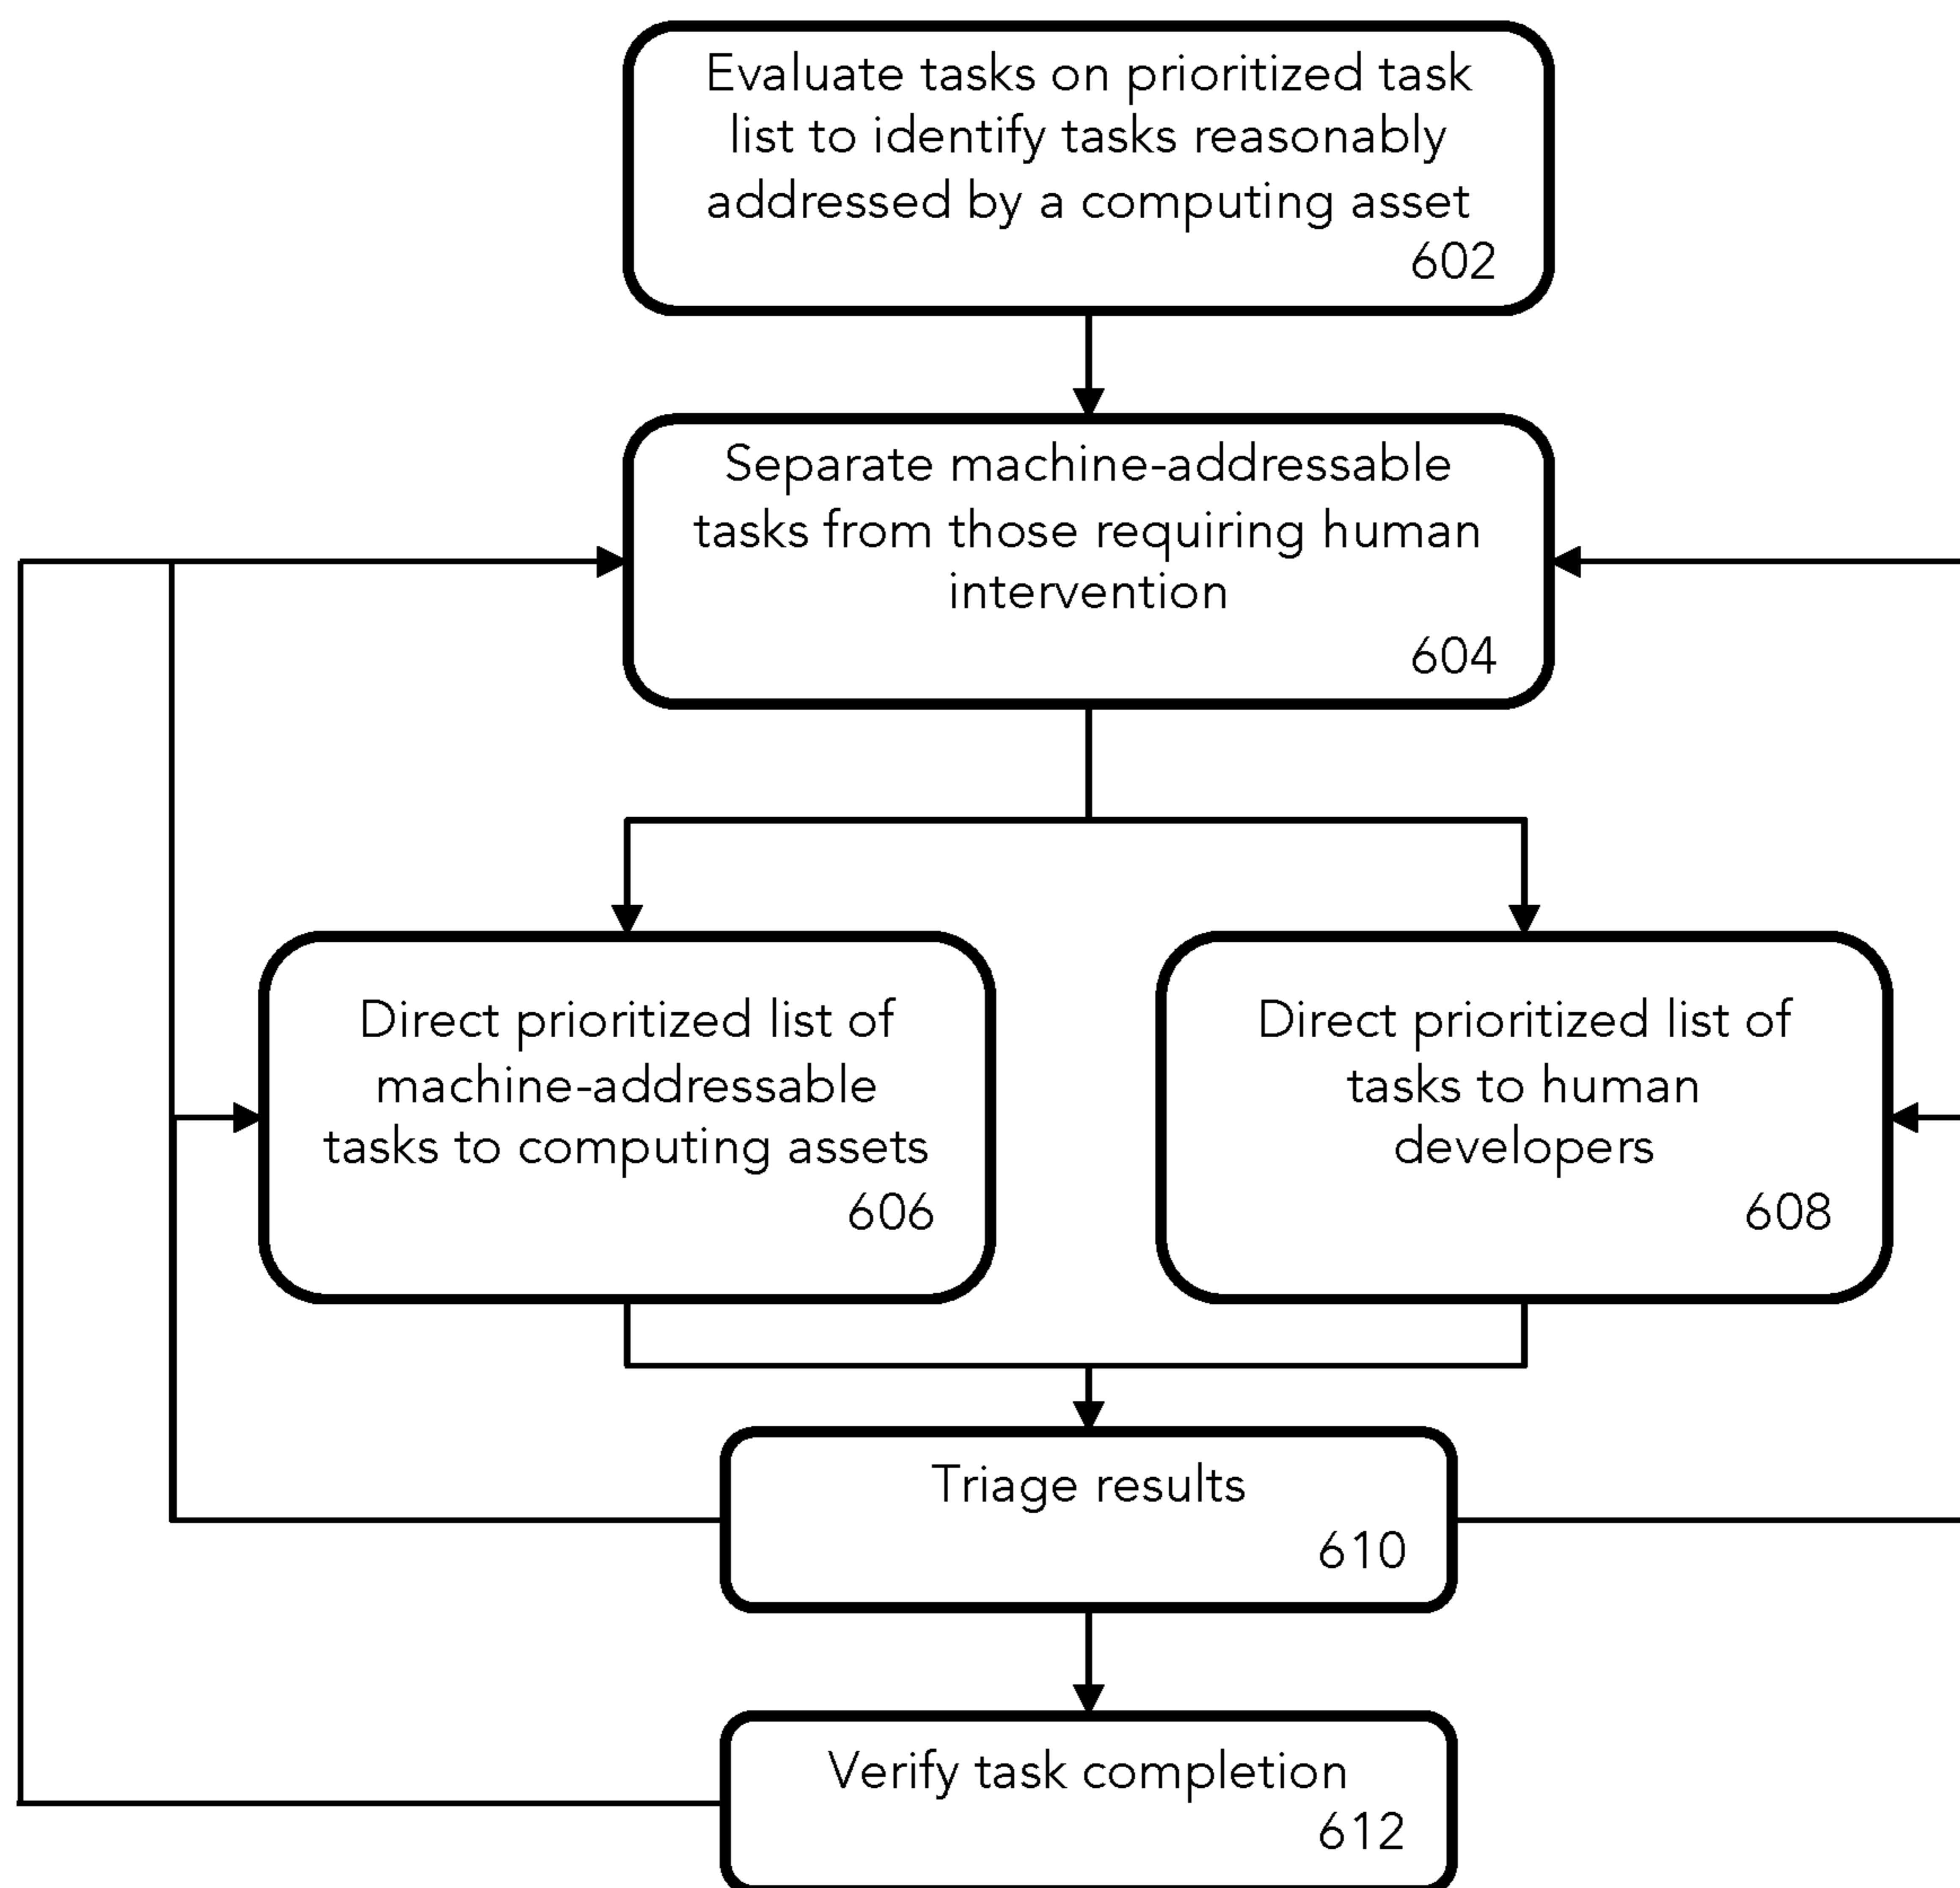 Evaluate tasks on prioritized task
list to identify tasks reasonably
addressed by a computing asset
602
Separate machine-addressable
tasks from those requiring human
intervention
604
Direct prioritized list of
machine-addressable
tasks to computing assets
606
Direct prioritized list of
tasks to human
developers
608
Triage results
610
Verify task completion
612